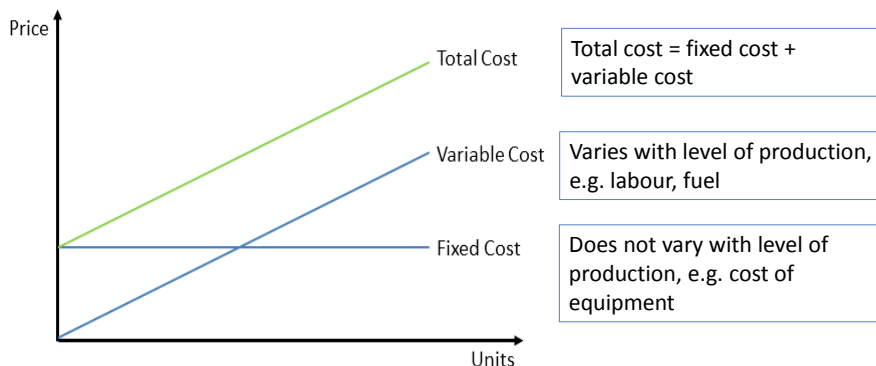 Price
Total Cost
Total cost = fixed cost +
variable cost
Variable Cost
Varies with level of production,
e.g. labour, fuel
Fixed Cost
Does not vary with level of
production, e.g. cost of
equipment
Units